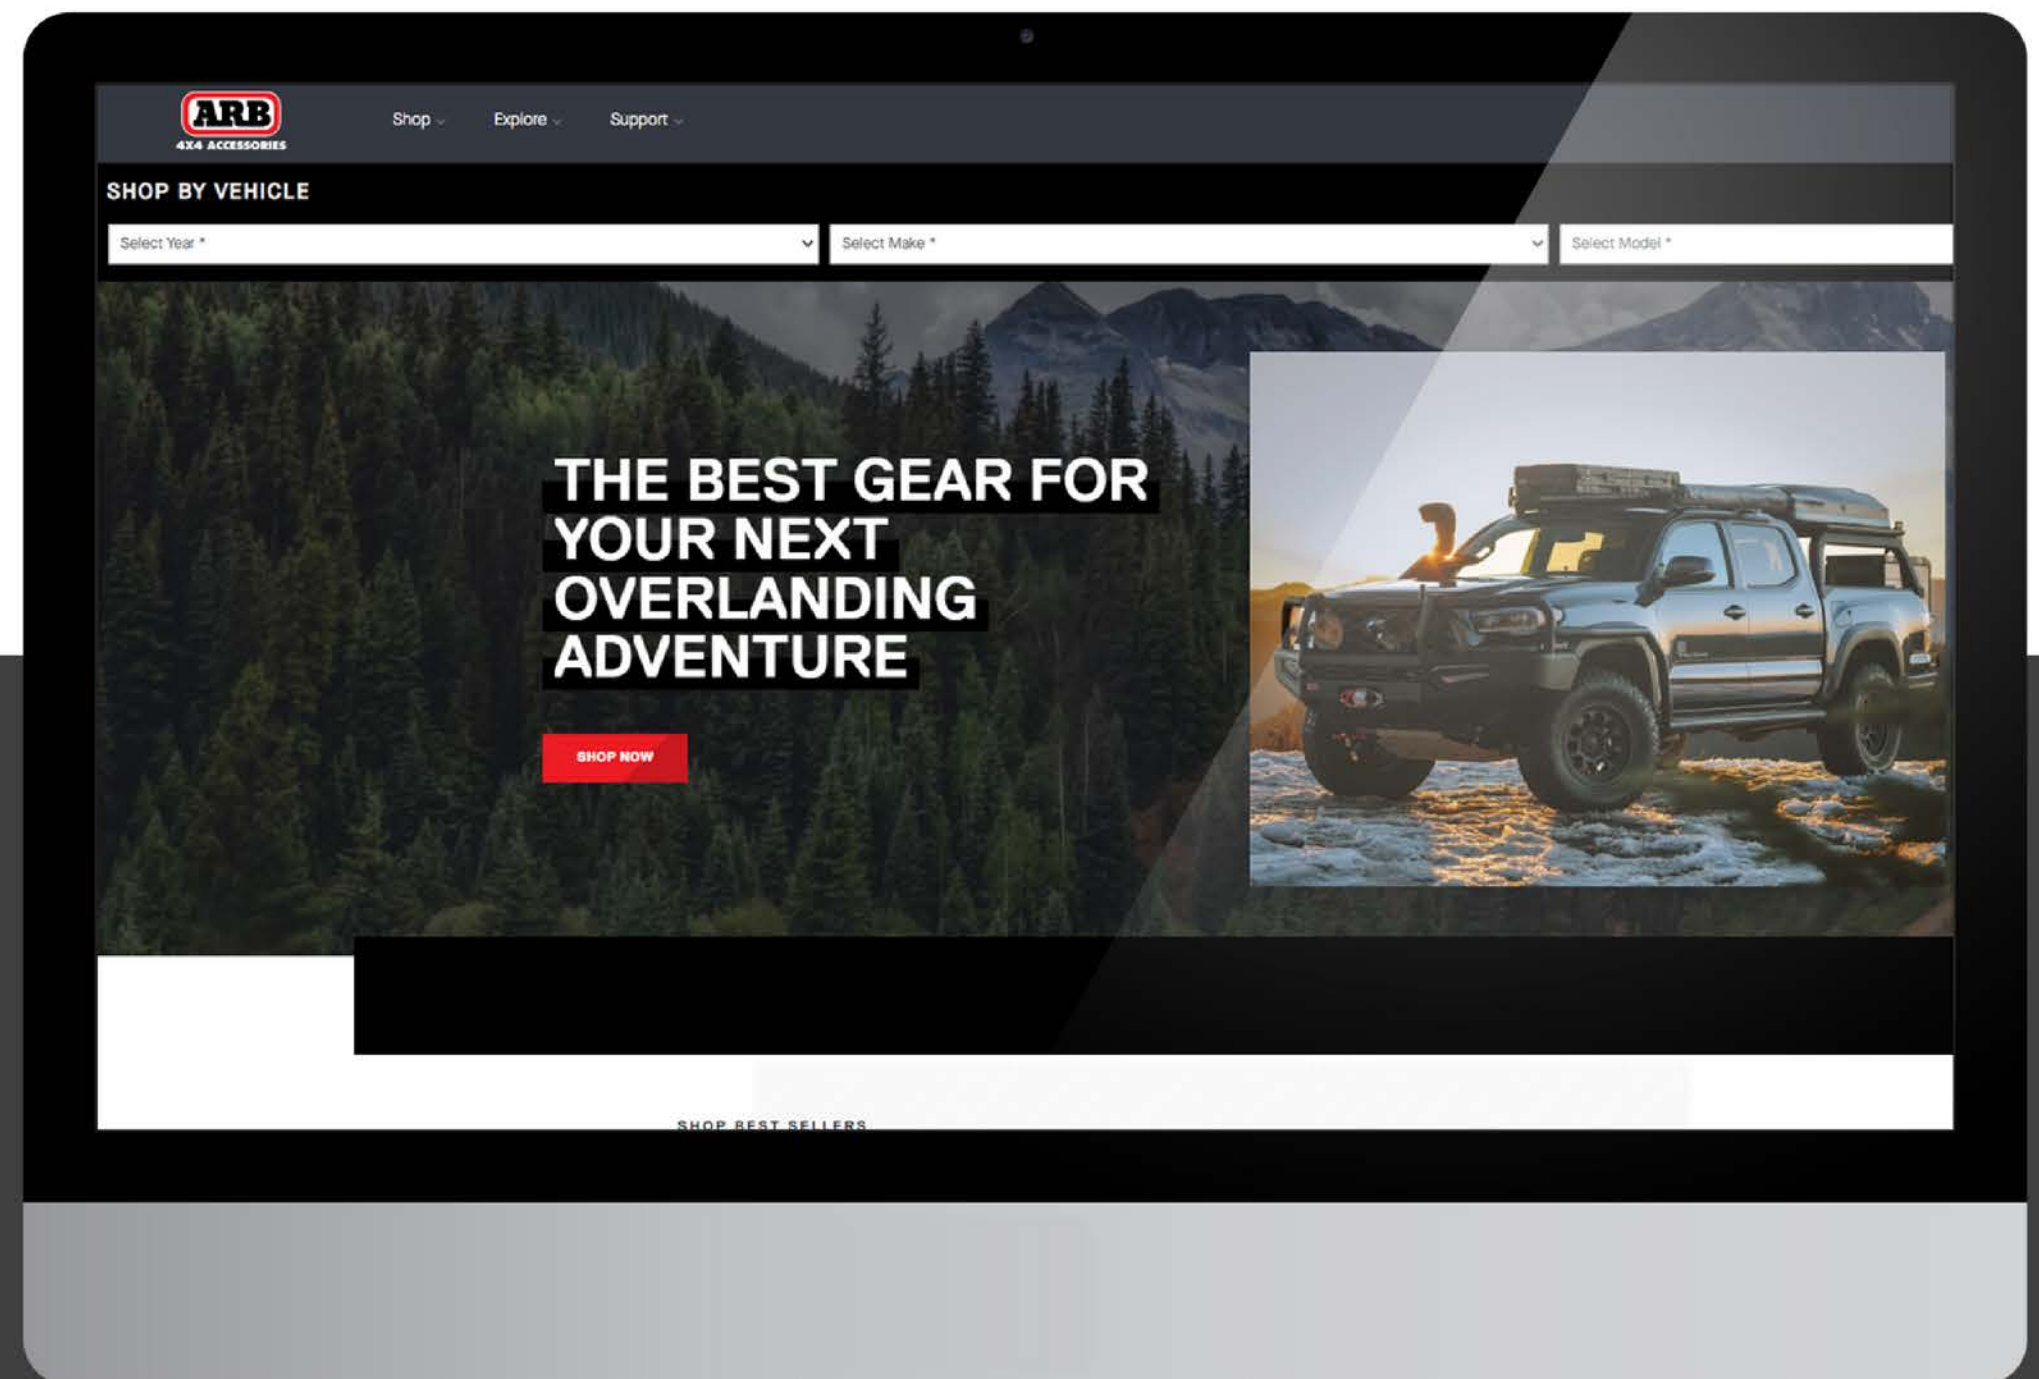 ARB
4X4 ACCESSORIES
Shop
Explore
Support
SHOP BY VEHICLE
Select Year *
Select Make *
Select Model *
THE BEST GEAR FOR
YOUR NEXT
OVERLANDING
ADVENTURE
SHOP NOW
SHOP BEST SELLERS